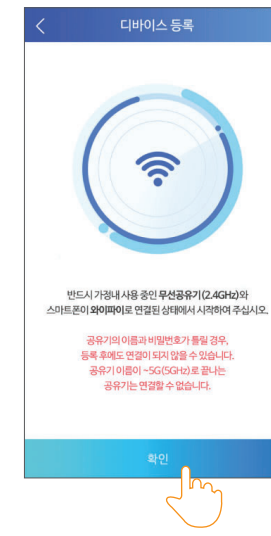 디바이스 등록
반드시 가정내 사용 중인 무선공유기(2.4GHz)와
스마트폰이 와이파이로 연결된 상태에서 시작하여 주십시오.
공유기의 이름과 비밀번호가 틀릴 경우,
등록 후에도 연결이 되지 않을 수 있습니다.
공유기 이름이 ~5G(5GHz)로 끝나는
공유기는 연결할 수 없습니다.
확인